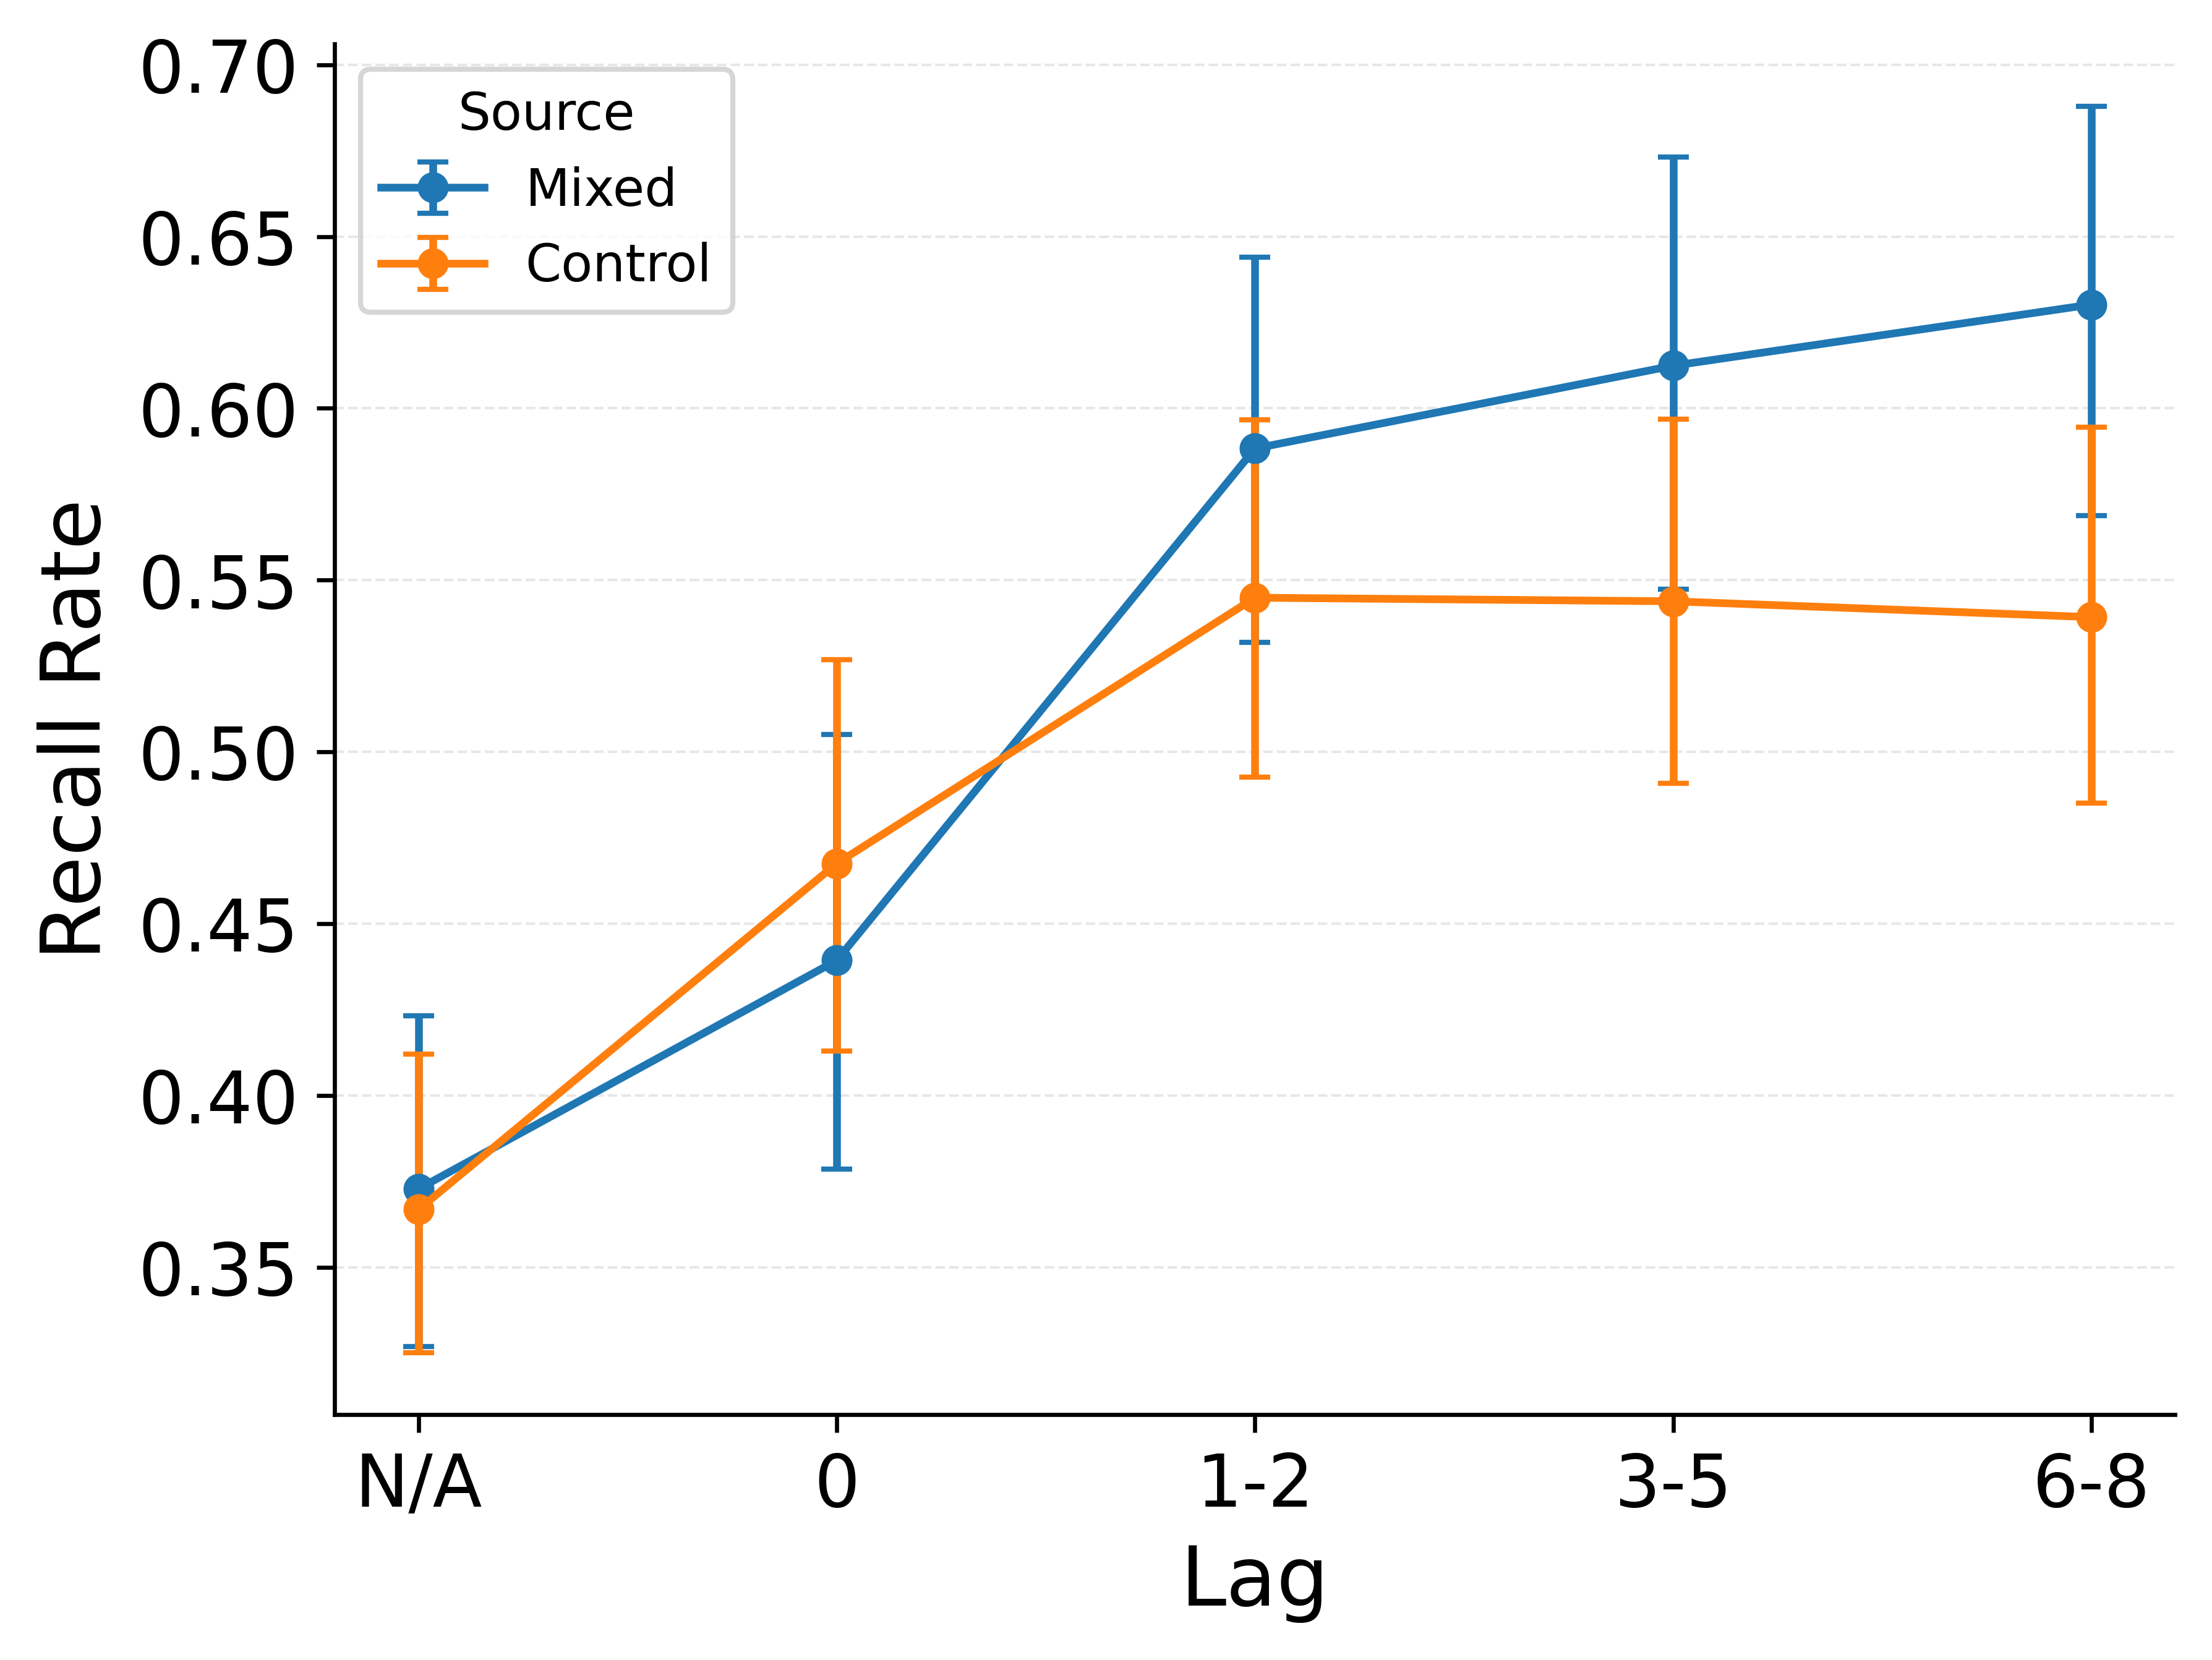 0.70
0.65
0.60
0.55
0.50
0.45
0.40
0.35
Recall Rate
Source
Mixed
Control
N/A 0 1-2 3-5 6-8
Lag